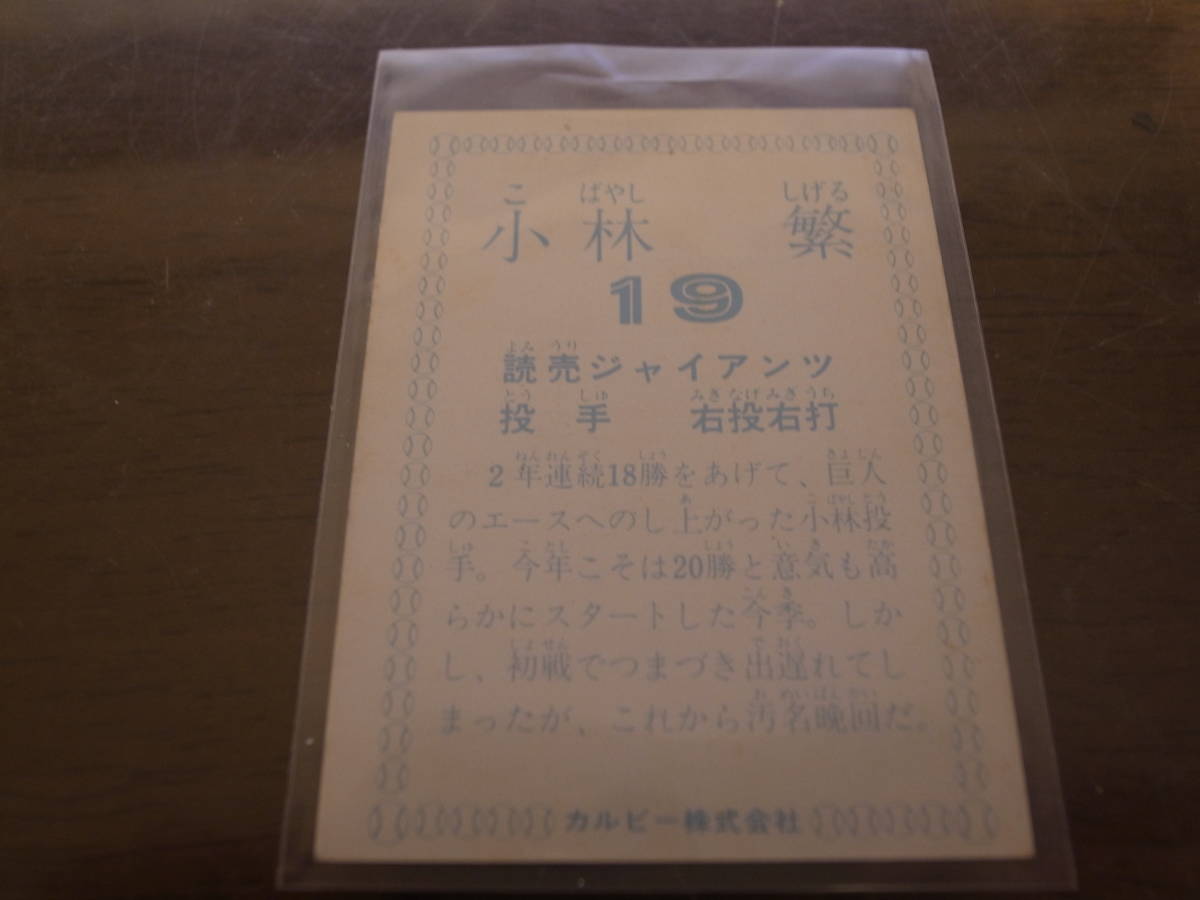 こ ばやし しげる
小林 繁
19
よみ うり
読売ジャイアンツ
とう しゅ みぎ なげ みぎ うち
投手 右投右打
ねん れん ぞく しょう きょ じん
2年連続18勝をあげて、巨人
あ こ ばやし とう
のエースへのし上がった小林投
しゅ こ とし しょう い き たか
手。今年こそは20勝と意気も高
こん き
らかにスタートした今季。しか
しょ せん で おく
し、初戦でつまづき出遅れてし
お めい ばん かい
まったが、これから汚名晩回だ。
カルビー株式会社